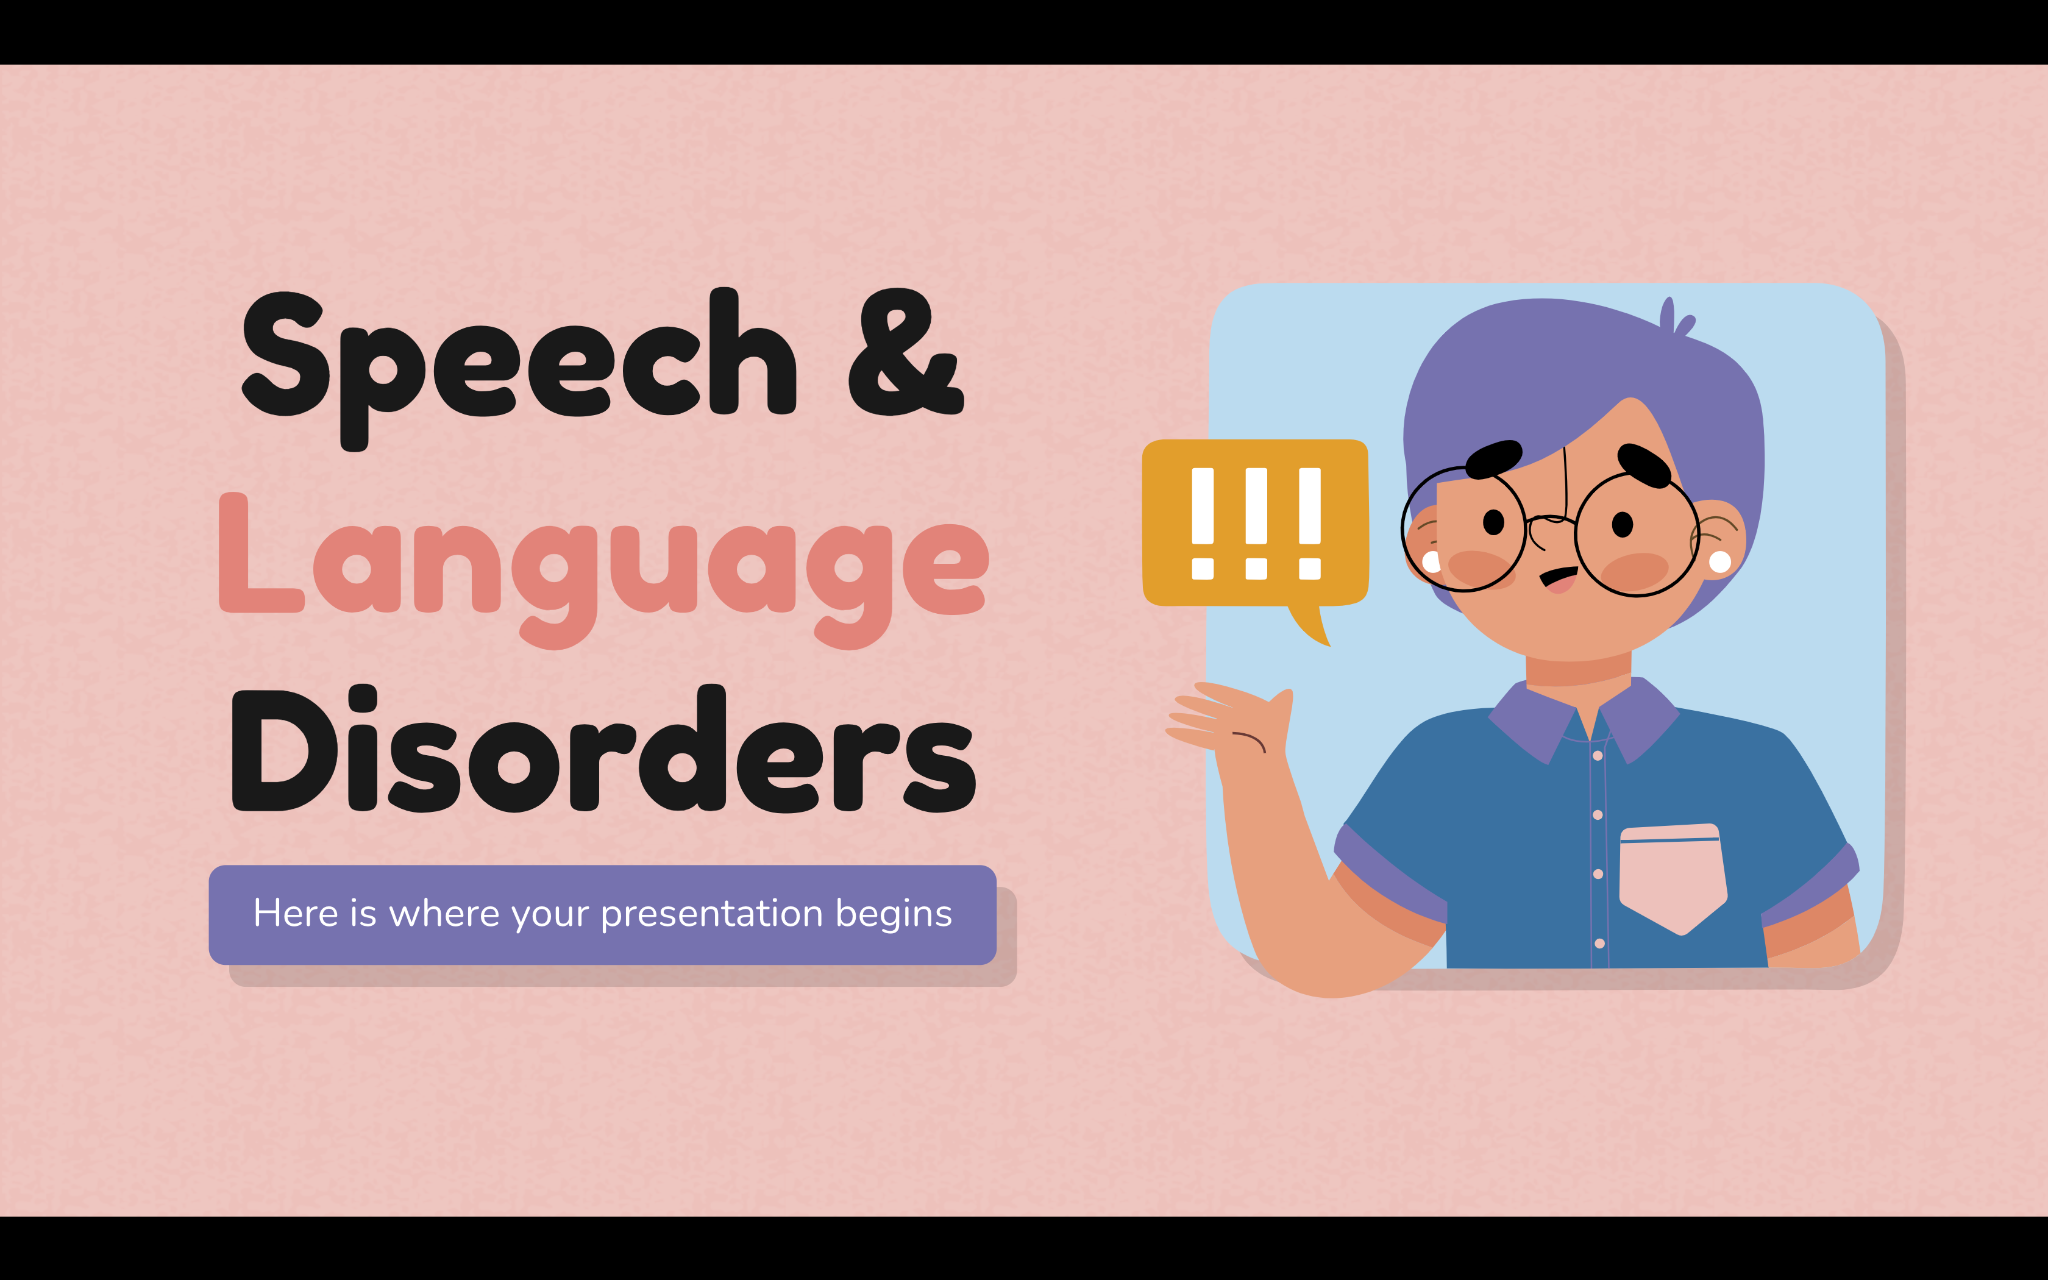 Speech &
Language
Disorders
Here is where your presentation begins
!!!